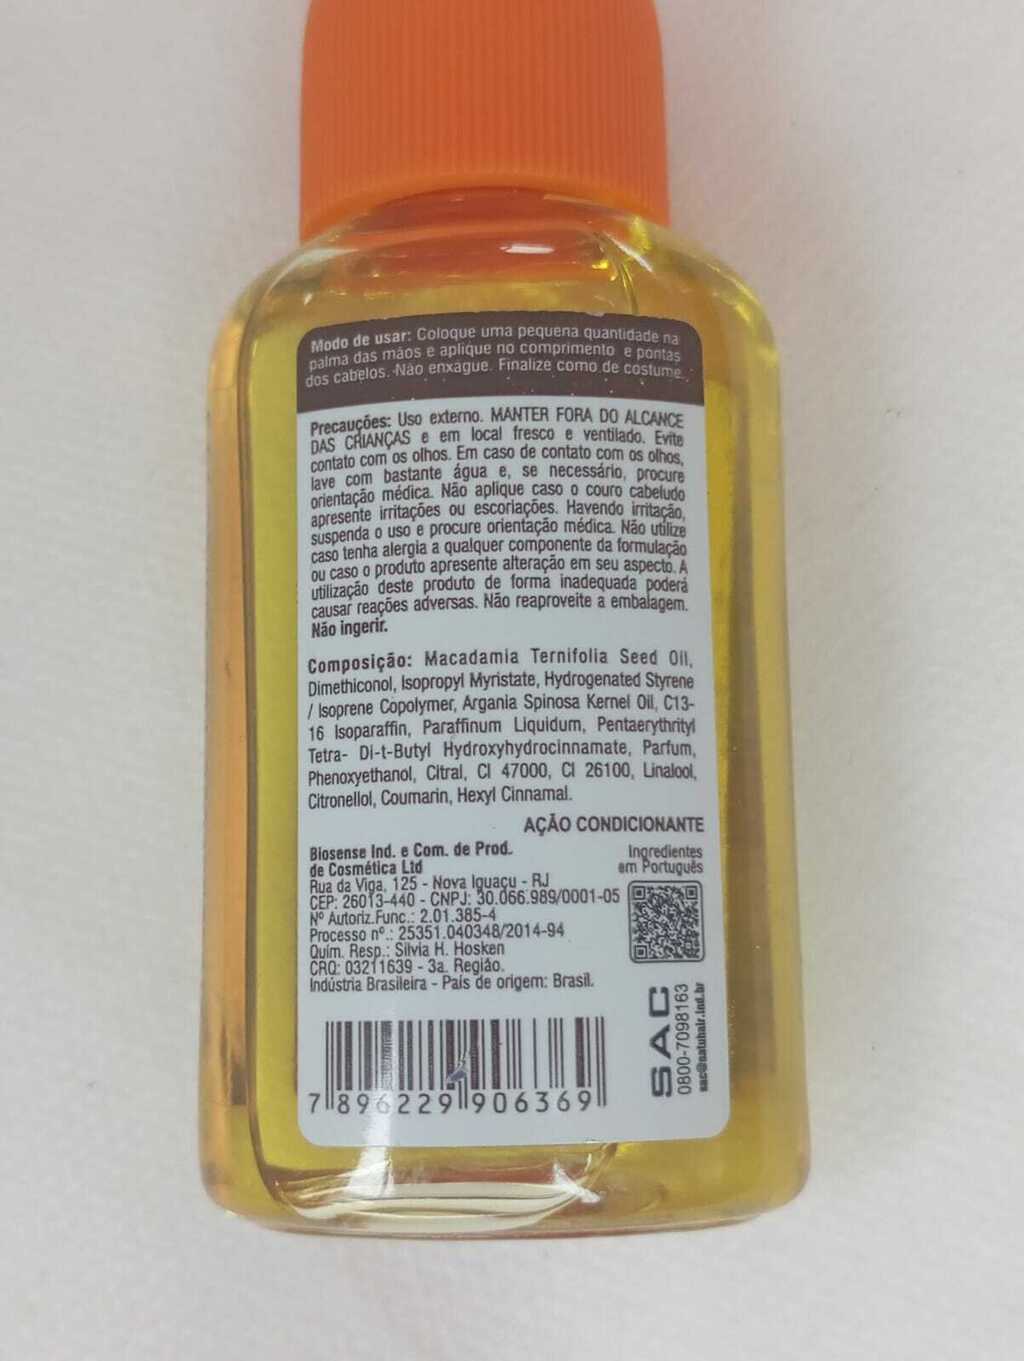 Modo de usar: Coloque uma pequena quantidade na
palma das mãos e aplique no comprimento e pontas
dos cabelos. Não enxague. Finalize como de costume.
Precauções: Uso externo. MANTER FORA DO ALCANCE
DAS CRIANÇAS e em local fresco e ventilado. Evite
contato com os olhos. Em caso de contato com os olhos,
lave com bastante água e, se necessário, procure
orientação médica. Não aplique caso o couro cabeludo
apresente irritações ou escoriações. Havendo irritação,
suspenda o uso e procure orientação médica. Não utilize
caso tenha alergia a qualquer componente da formulação
ou caso o produto apresente alteração em seu aspecto. A
utilização deste produto de forma inadequada poderá
causar reações adversas. Não reaproveite a embalagem.
Não ingerir.
Composição: Macadamia Ternifolia Seed Oil,
Dimethiconol, Isopropyl Myristate, Hydrogenated Styrene
/ Isoprene Copolymer, Argania Spinosa Kernel Oil, C13-
16 Isoparaffin, Paraffinum Liquidum, Pentaerythrityl
Tetra- Di-t-Butyl Hydroxyhydrocinnamate, Parfum,
Phenoxyethanol, Citral, CI 47000, CI 26100, Linalool,
Citronellol, Coumarin, Hexyl Cinnamal.
AÇÃO CONDICIONANTE
Biosense Ind. e Com. de Prod.
de Cosmética Ltd
Rua da Viga, 125 - Nova Iguaçu - RJ
CEP: 26013-440 - CNPJ: 30.066.989/0001-05
Nº Autoriz.Func.: 2.01.385-4
Processo nº.: 25351.040348/2014-94
Quím. Resp.: Silvia H. Hosken
CRQ: 03211639 - 3a. Região.
Indústria Brasileira - País de origem: Brasil.
Ingredientes
em Português
SAC
0800-7098163
sac@natuhair.ind.br
7 896229 906369